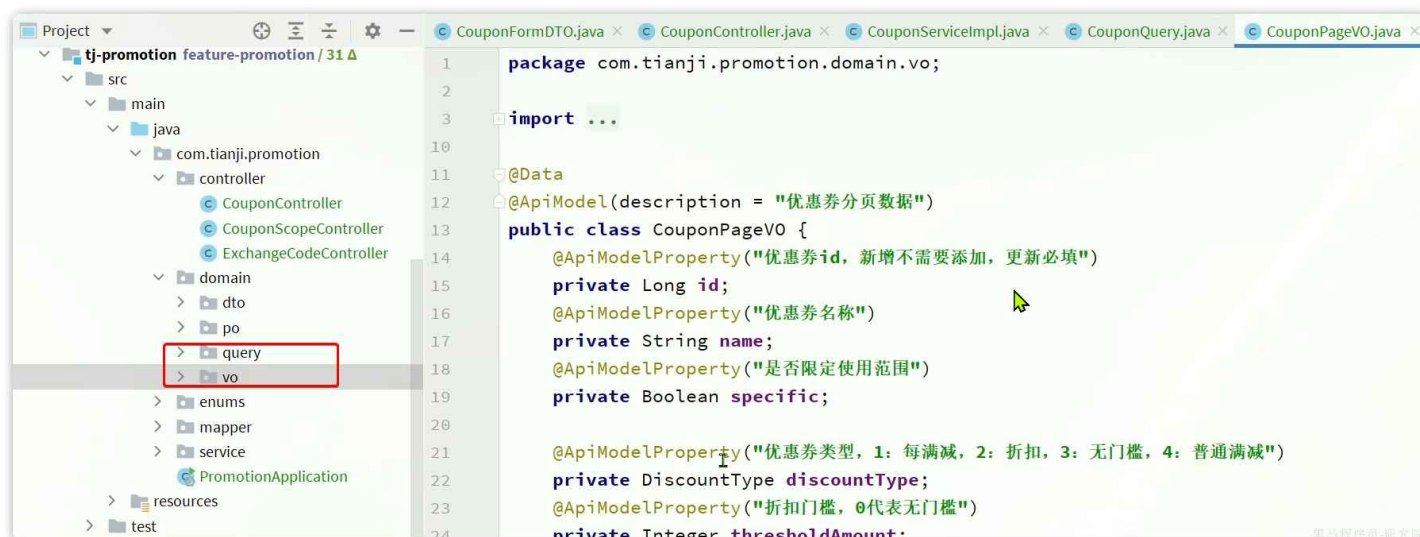 Project
tj-promotion feature-promotion / 31 Δ
src
main
java
com.tianji.promotion
controller
CouponController
CouponScopeController
ExchangeCodeController
domain
dto
po
query
vo
enums
mapper
service
PromotionApplication
resources
test
CouponFormDTO.java × CouponController.java × CouponServiceImpl.java × CouponQuery.java × CouponPageVO.java ×
1 package com.tianji.promotion.domain.vo;
2
3 import ...
10
11 @Data
12 @ApiModel(description = "优惠券分页数据")
13 public class CouponPageVO {
14 @ApiModelProperty("优惠券id，新增不需要添加，更新必填")
15 private Long id;
16 @ApiModelProperty("优惠券名称")
17 private String name;
18 @ApiModelProperty("是否限定使用范围")
19 private Boolean specific;
20
21 @ApiModelProperty("优惠券类型，1：每满减，2：折扣，3：无门槛，4：普通满减")
22 private DiscountType discountType;
23 @ApiModelProperty("折扣门槛，0代表无门槛")
24 private Integer thresholdAmount;